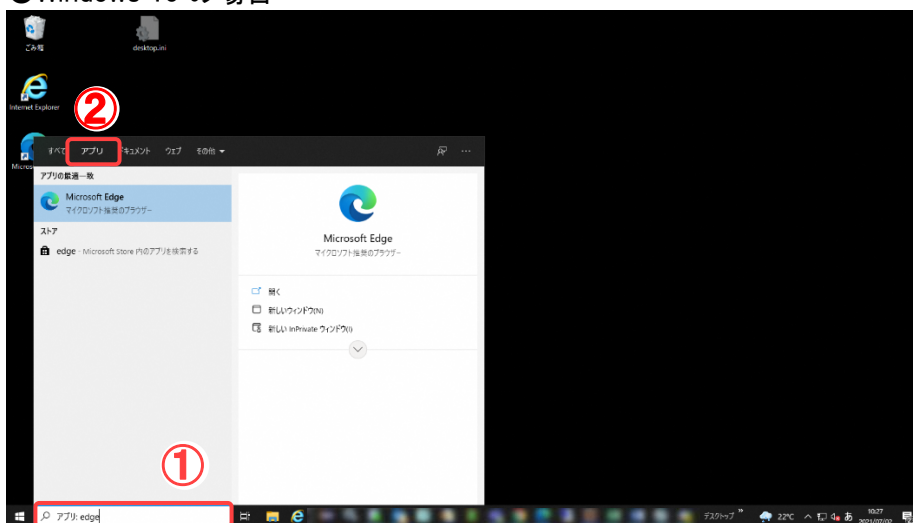 ●Windows 10 の場合
ごみ箱
desktop.ini
Internet Explorer
②
すべて アプリ ドキュメント ウェブ その他
Micros
アプリの最適一致
Microsoft Edge
マイクロソフト推奨のブラウザー
ストア
edge - Microsoft Store 内のアプリを検索する
Microsoft Edge
マイクロソフト推奨のブラウザー
開く
新しいウィンドウ(N)
新しい InPrivate ウィンドウ(I)
①
アプリ: edge
デスクトップ
22℃
あ
10:27
2021/07/02